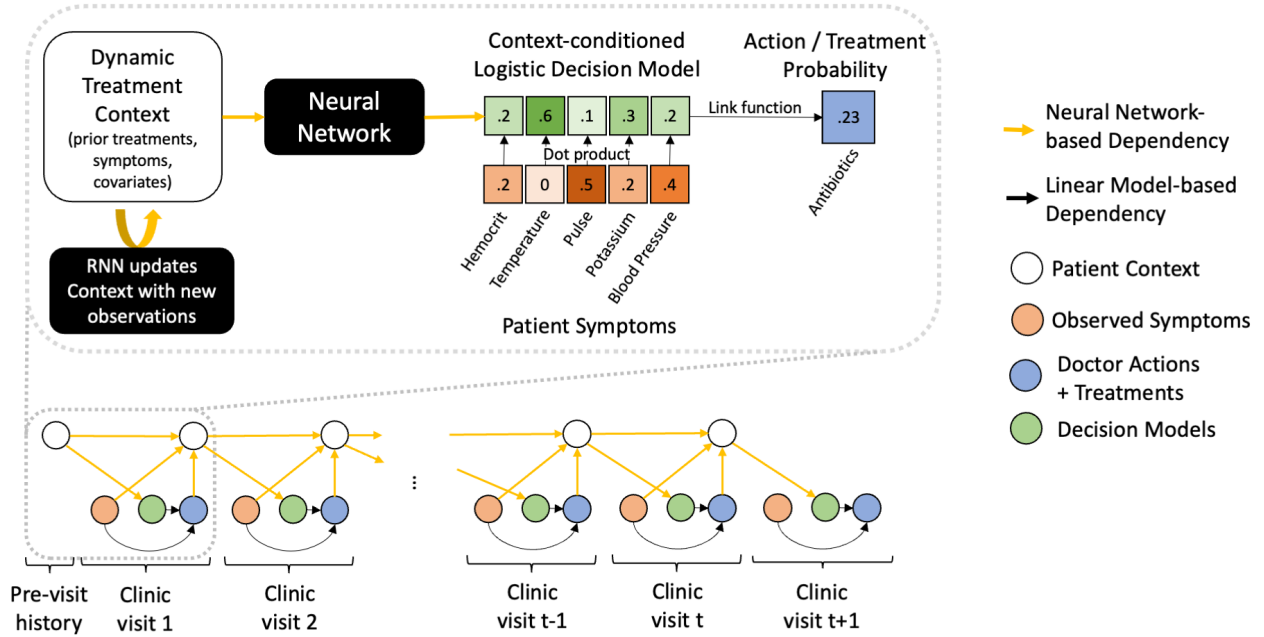 Dynamic
Treatment
Context
(prior treatments,
symptoms,
covariates)
RNN updates
Context with new
observations
Neural
Network
Context-conditioned
Logistic Decision Model
.2 .6 .1 .3 .2
Dot product
.2 0 .5 .2 .4
Hemocrit
Temperature
Pulse
Potassium
Blood Pressure
Patient Symptoms
Link function
Action / Treatment
Probability
.23
Antibiotics
Neural Network-
based Dependency
Linear Model-based
Dependency
Patient Context
Observed Symptoms
Doctor Actions
+ Treatments
Decision Models
...
Pre-visit
history
Clinic
visit 1
Clinic
visit 2
Clinic
visit t-1
Clinic
visit t
Clinic
visit t+1